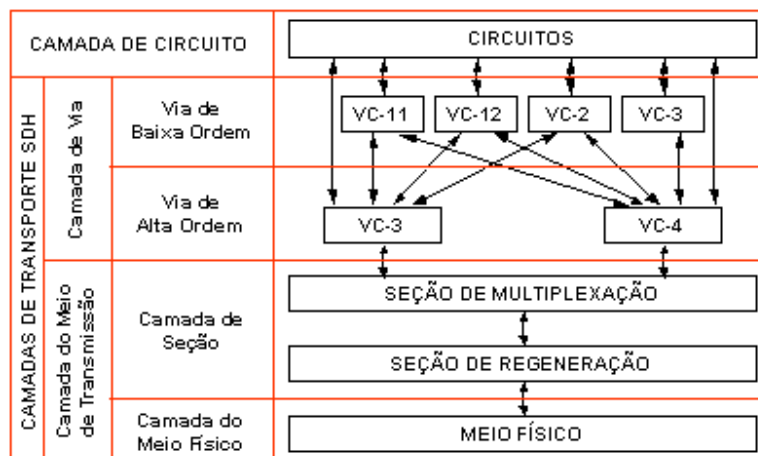 CAMADA DE CIRCUITO
CIRCUITOS
CAMADAS DE TRANSPORTE SDH
Camada de Via
Via de
Baixa Ordem
VC-11
VC-12
VC-2
VC-3
Via de
Alta Ordem
VC-3
VC-4
Camada do Meio
de Transmissão
Camada de
Seção
SEÇÃO DE MULTIPLEXAÇÃO
SEÇÃO DE REGENERAÇÃO
Camada do
Meio Físico
MEIO FÍSICO